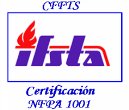 CFFTS
ifsta
Certificación
NFPA 1001